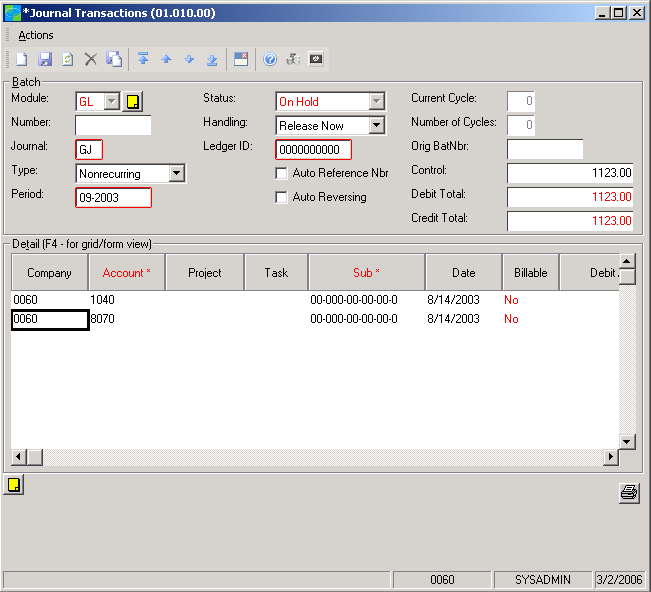 *Journal Transactions (01.010.00)
Actions
Batch
Module: GL Status: On Hold Current Cycle: 0
Number: Handling: Release Now Number of Cycles: 0
Journal: GJ Ledger ID: 0000000000 Orig BatNbr:
Type: Nonrecurring Auto Reference Nbr Control: 1123.00
Period: 09-2003 Auto Reversing Debit Total: 1123.00
Credit Total: 1123.00
Detail (F4 - for grid/form view)
Company Account * Project Task Sub * Date Billable Debit
0060 1040 00-000-00-00-00-0 8/14/2003 No
0060 8070 00-000-00-00-00-0 8/14/2003 No
0060 SYSADMIN 3/2/2006